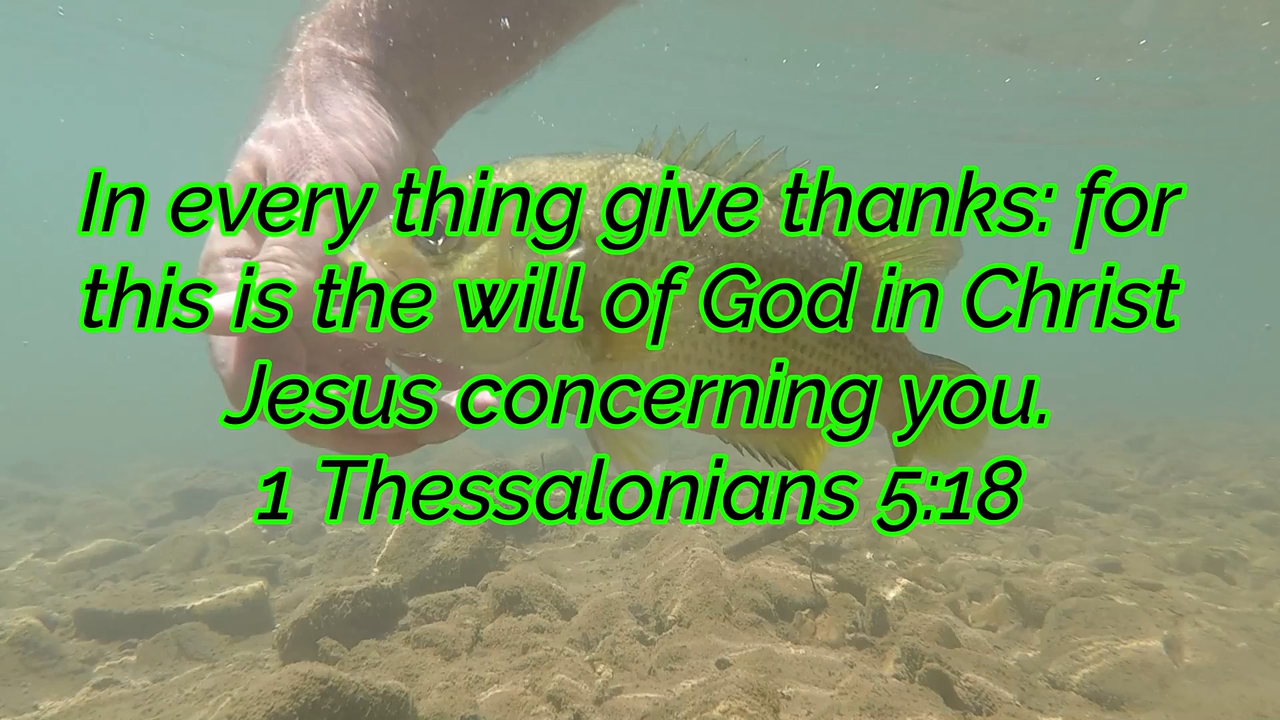 In every thing give thanks: for
this is the will of God in Christ
Jesus concerning you.
1 Thessalonians 5:18